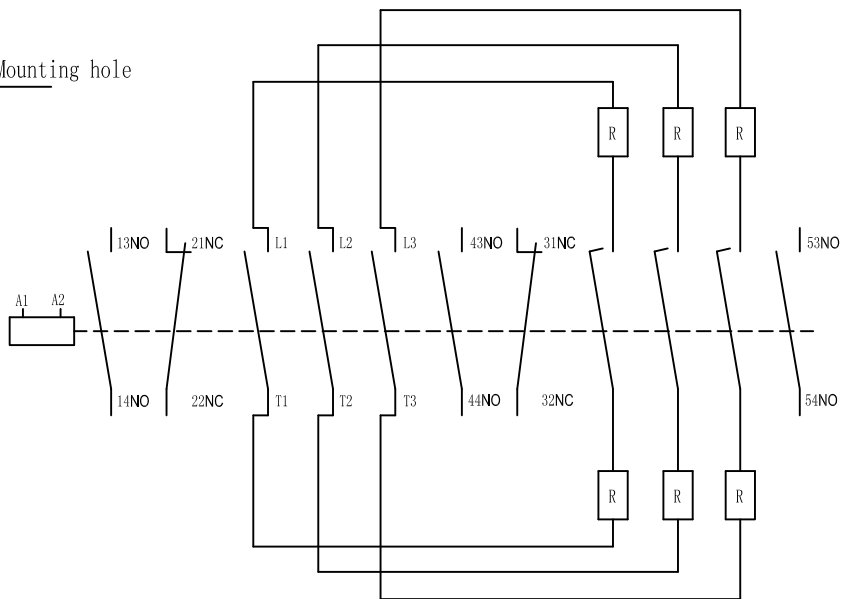 Mounting hole
R R R
13NO 21NC L1 L2 L3 43NO 31NC 53NO
A1 A2
14NO 22NC T1 T2 T3 44NO 32NC 54NO
R R R